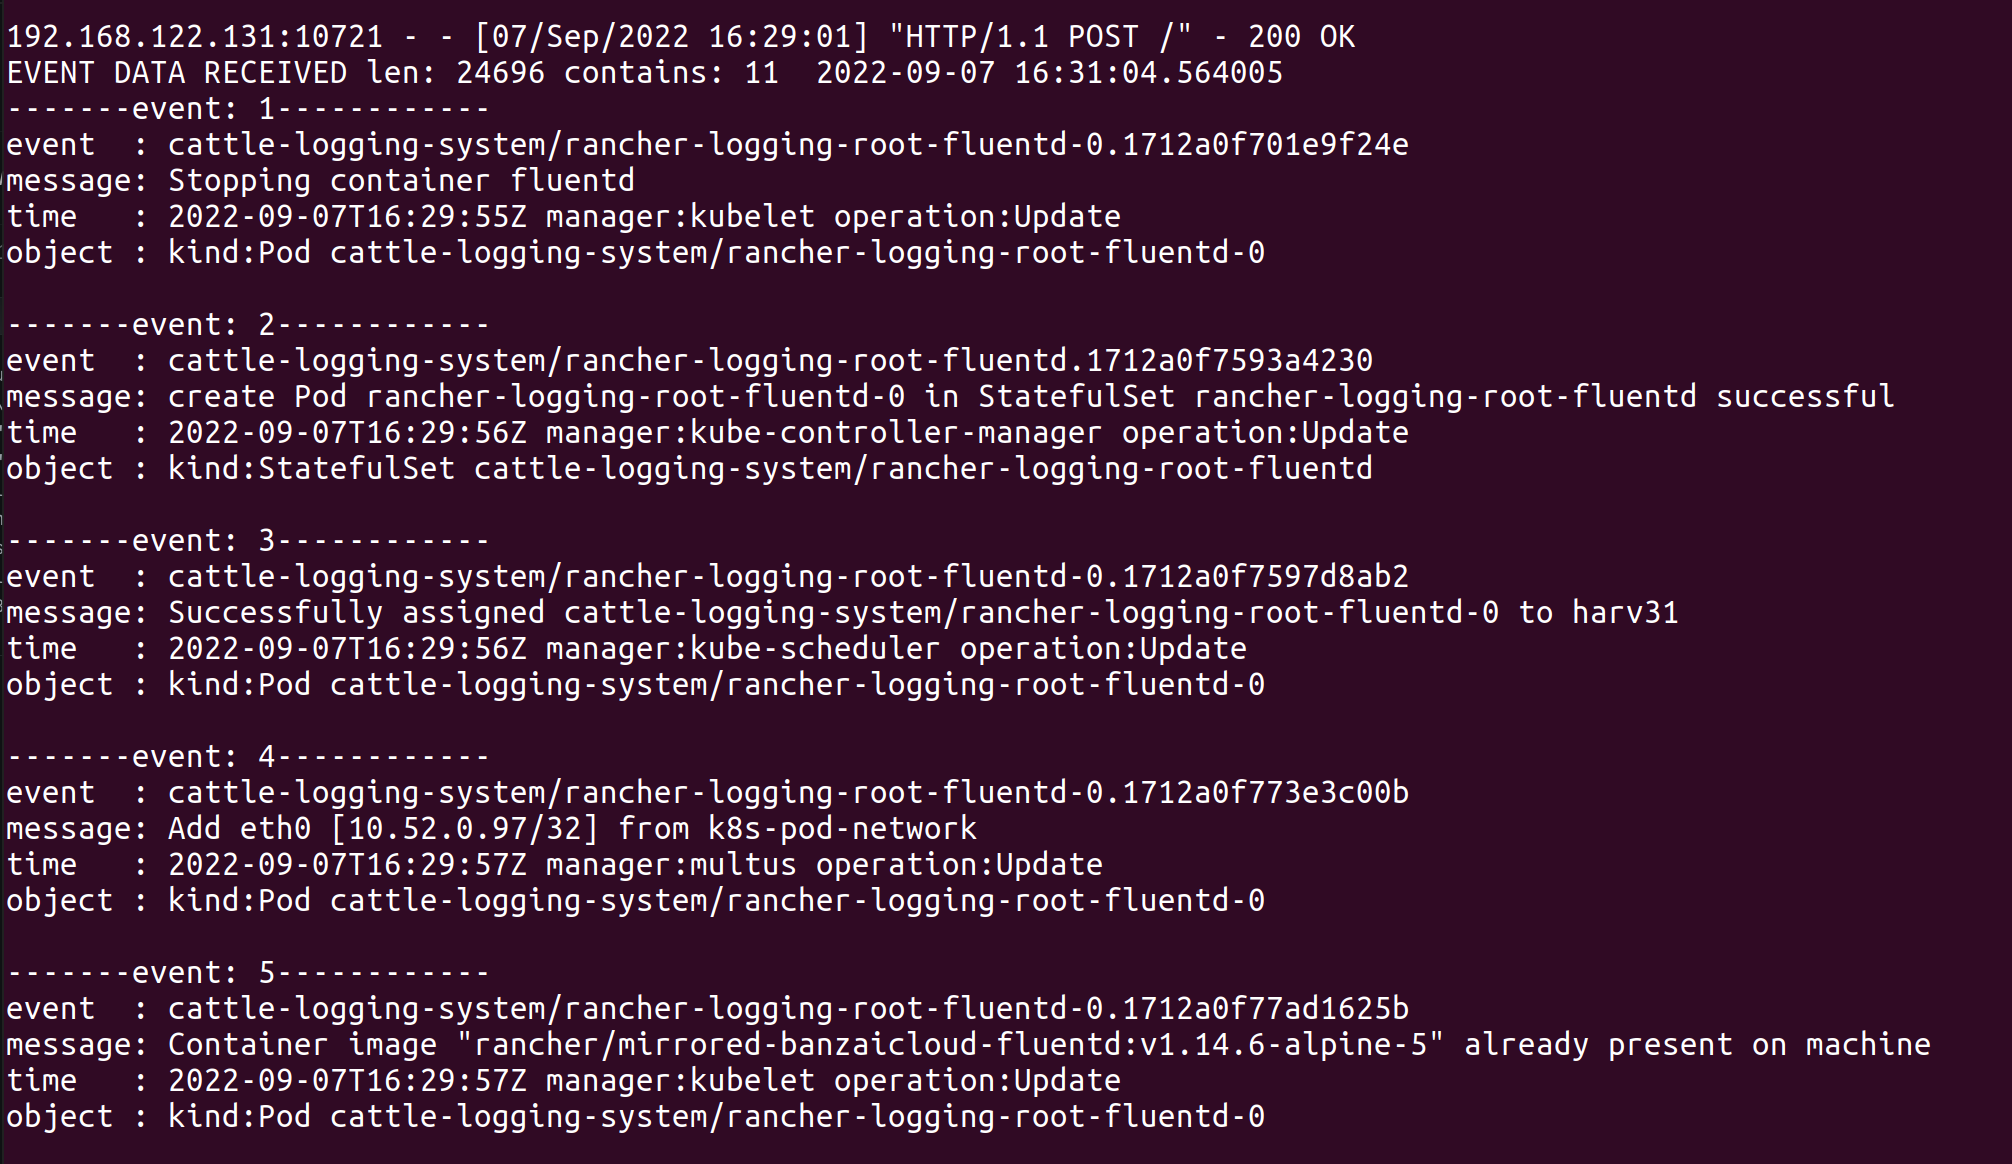 192.168.122.131:10721 - - [07/Sep/2022 16:29:01] "HTTP/1.1 POST /" - 200 OK
EVENT DATA RECEIVED len: 24696 contains: 11  2022-09-07 16:31:04.564005
-------event: 1------------
event  : cattle-logging-system/rancher-logging-root-fluentd-0.1712a0f701e9f24e
message: Stopping container fluentd
time   : 2022-09-07T16:29:55Z manager:kubelet operation:Update
object : kind:Pod cattle-logging-system/rancher-logging-root-fluentd-0

-------event: 2------------
event  : cattle-logging-system/rancher-logging-root-fluentd.1712a0f7593a4230
message: create Pod rancher-logging-root-fluentd-0 in StatefulSet rancher-logging-root-fluentd successful
time   : 2022-09-07T16:29:56Z manager:kube-controller-manager operation:Update
object : kind:StatefulSet cattle-logging-system/rancher-logging-root-fluentd

-------event: 3------------
event  : cattle-logging-system/rancher-logging-root-fluentd-0.1712a0f7597d8ab2
message: Successfully assigned cattle-logging-system/rancher-logging-root-fluentd-0 to harv31
time   : 2022-09-07T16:29:56Z manager:kube-scheduler operation:Update
object : kind:Pod cattle-logging-system/rancher-logging-root-fluentd-0

-------event: 4------------
event  : cattle-logging-system/rancher-logging-root-fluentd-0.1712a0f773e3c00b
message: Add eth0 [10.52.0.97/32] from k8s-pod-network
time   : 2022-09-07T16:29:57Z manager:multus operation:Update
object : kind:Pod cattle-logging-system/rancher-logging-root-fluentd-0

-------event: 5------------
event  : cattle-logging-system/rancher-logging-root-fluentd-0.1712a0f77ad1625b
message: Container image "rancher/mirrored-banzaicloud-fluentd:v1.14.6-alpine-5" already present on machine
time   : 2022-09-07T16:29:57Z manager:kubelet operation:Update
object : kind:Pod cattle-logging-system/rancher-logging-root-fluentd-0